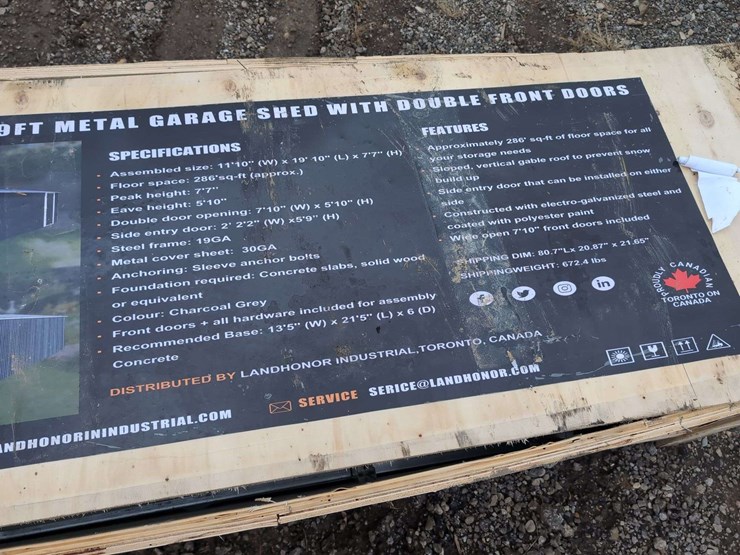 9FT METAL GARAGE SHED WITH DOUBLE FRONT DOORS
SPECIFICATIONS
Assembled size: 11'10" (W) x 19' 10" (L) x 7'7" (H)
Floor space: 286'sq-ft (approx.)
Peak height: 7'7"
Eave height: 5'10"
Double door opening: 7'10" (W) x 5'10" (H)
Side entry door: 2' 2'2" (W) x5'9" (H)
Steel frame: 19GA
Metal cover sheet: 30GA
Anchoring: Sleeve anchor bolts
Foundation required: Concrete slabs, solid wood
or equivalent
Colour: Charcoal Grey
Front doors + all hardware included for assembly
Recommended Base: 13'5" (W) x 21'5" (L) x 6 (D)
Concrete
FEATURES
Approximately 286' sq-ft of floor space for all
your storage needs
Sloped, vertical gable roof to prevent snow
build up
Side entry door that can be installed on either
side
Constructed with electro-galvanized steel and
coated with polyester paint
Wide open 7'10" front doors included
SHIPPING DIM: 80.7"Lx 20.87" x 21.65"
SHIPPINGWEIGHT: 672.4 lbs
PROUDLY CANADIAN
TORONTO ON
CANADA
DISTRIBUTED BY LANDHONOR INDUSTRIAL,TORONTO. CANADA
ANDHONORININDUSTRIAL.COM
SERVICE SERICE@LANDHONOR.COM